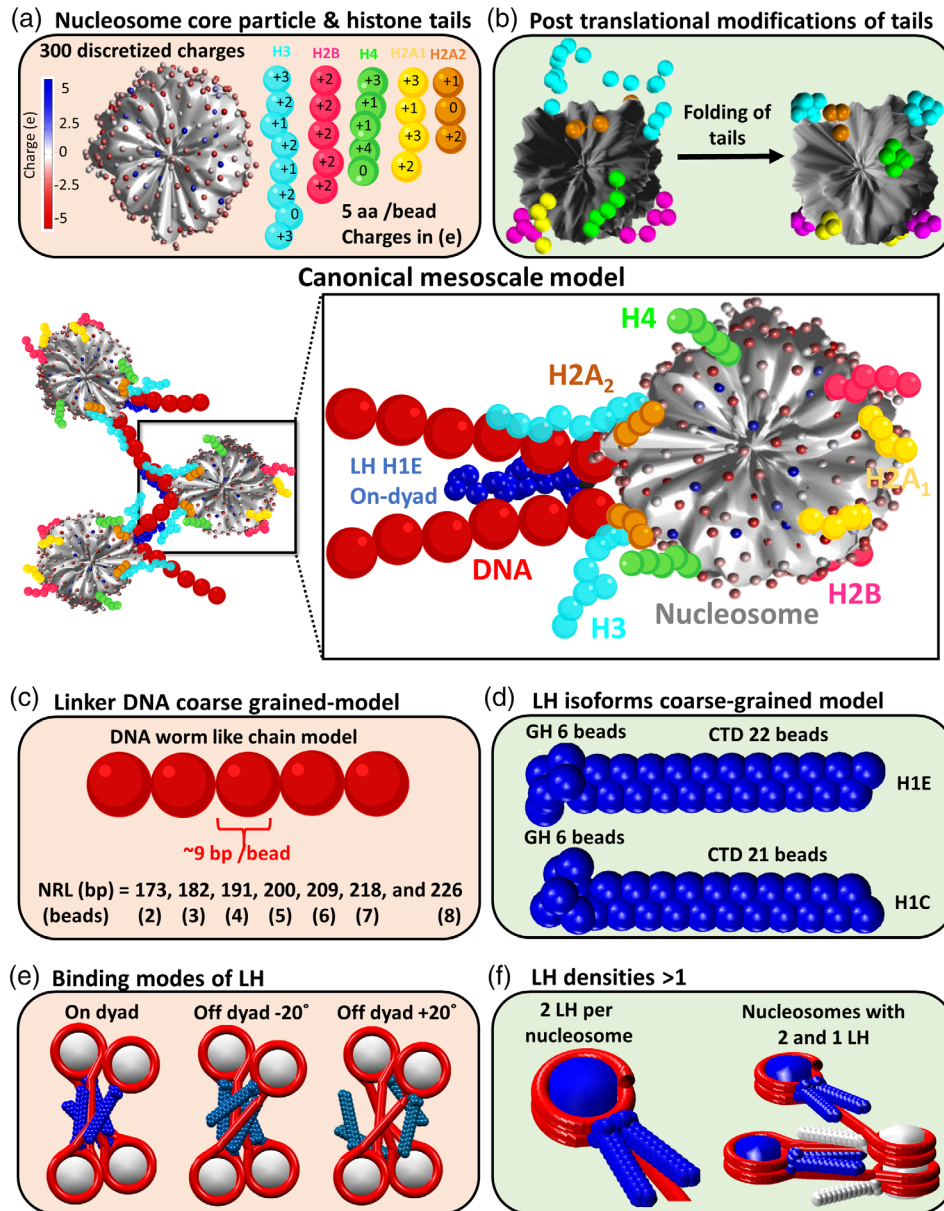 (a) Nucleosome core particle & histone tails
300 discretized charges
H3 H2B H4 H2A1 H2A2
Charge (e)
5
2.5
0
-2.5
-5
+3
+2
+1
+2
+1
+2
0
+3
+2
+2
+2
+2
+3
+1
+1
+4
0
+3
+1
+3
+2
+1
0
+2
5 aa /bead
Charges in (e)
(b) Post translational modifications of tails
Folding of
tails
Canonical mesoscale model
H4
H2A2
LH H1E
On-dyad
H2A1
DNA
H2B
Nucleosome
H3
(c) Linker DNA coarse grained-model
DNA worm like chain model
~9 bp /bead
NRL (bp) = 173, 182, 191, 200, 209, 218, and 226
(beads) (2) (3) (4) (5) (6) (7) (8)
(d) LH isoforms coarse-grained model
GH 6 beads CTD 22 beads
H1E
GH 6 beads
CTD 21 beads
H1C
(e) Binding modes of LH
On dyad Off dyad -20° Off dyad +20°
(f) LH densities >1
2 LH per
nucleosome
Nucleosomes with
2 and 1 LH